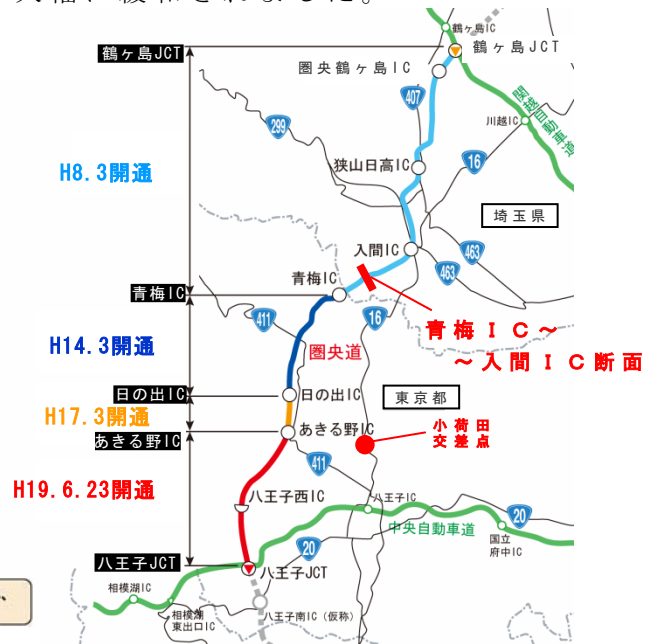 鶴ヶ島IC
鶴ヶ島JCT
鶴ヶ島JCT
圏央鶴ヶ島IC
407
川越IC
関越自動車道
299
16
狭山日高IC
H8.3開通
埼玉県
入間IC
463
463
青梅IC
青梅IC
411
16
青梅IC～
～入間IC断面
H14.3開通
圏央道
日の出IC
日の出IC
東京都
H17.3開通
あきる野IC
あきる野IC
小荷田
交差点
411
H19.6.23開通
八王子西IC
八王子IC
20
中央自動車道
国立
府中IC
20
八王子JCT
八王子JCT
相模湖IC
相模湖
東出口IC
八王子南IC（仮称）